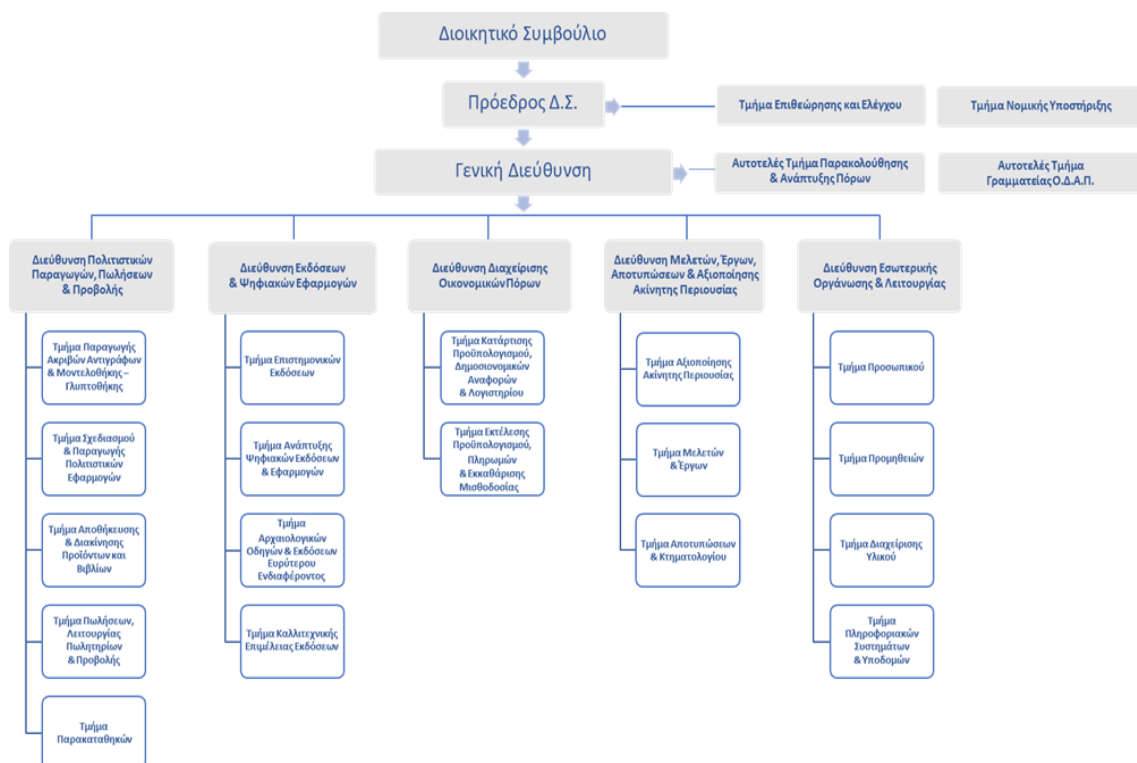 Διοικητικό Συμβούλιο
Πρόεδρος Δ.Σ.
Τμήμα Επιθεώρησης και Ελέγχου
Τμήμα Νομικής Υποστήριξης
Γενική Διεύθυνση
Αυτοτελές Τμήμα Παρακολούθησης
& Ανάπτυξης Πόρων
Αυτοτελές Τμήμα
Γραμματείας Ο.Δ.Α.Π.
Διεύθυνση Πολιτιστικών
Παραγωγών, Πωλήσεων
& Προβολής
Τμήμα Παραγωγής
Ακριβών Αντιγράφων
& Μοντελοθήκης –
Γλυπτοθήκης
Τμήμα Σχεδιασμού
& Παραγωγής
Πολιτιστικών
Εφαρμογών
Τμήμα Αποθήκευσης
& Διακίνησης
Προϊόντων και
Βιβλίων
Τμήμα Πωλήσεων,
Λειτουργίας
Πωλητηρίων
& Προβολής
Τμήμα
Παρακαταθηκών
Διεύθυνση Εκδόσεων
& Ψηφιακών Εφαρμογών
Τμήμα Επιστημονικών
Εκδόσεων
Τμήμα Ανάπτυξης
Ψηφιακών Εκδόσεων
& Εφαρμογών
Τμήμα
Αρχαιολογικών
Οδηγών & Εκδόσεων
Ευρύτερου
Ενδιαφέροντος
Τμήμα Καλλιτεχνικής
Επιμέλειας Εκδόσεων
Διεύθυνση Διαχείρισης
Οικονομικών Πόρων
Τμήμα Κατάρτισης
Προϋπολογισμού,
Δημοσιονομικών
Αναφορών
& Λογιστηρίου
Τμήμα Εκτέλεσης
Προϋπολογισμού,
Πληρωμών
& Εκκαθάρισης
Μισθοδοσίας
Διεύθυνση Μελετών, Έργων,
Αποτυπώσεων & Αξιοποίησης
Ακίνητης Περιουσίας
Τμήμα Αξιοποίησης
Ακίνητης Περιουσίας
Τμήμα Μελετών
& Έργων
Τμήμα Αποτυπώσεων
& Κτηματολογίου
Διεύθυνση Εσωτερικής
Οργάνωσης & Λειτουργίας
Τμήμα Προσωπικού
Τμήμα Προμηθειών
Τμήμα Διαχείρισης
Υλικού
Τμήμα
Πληροφοριακών
Συστημάτων
& Υποδομών